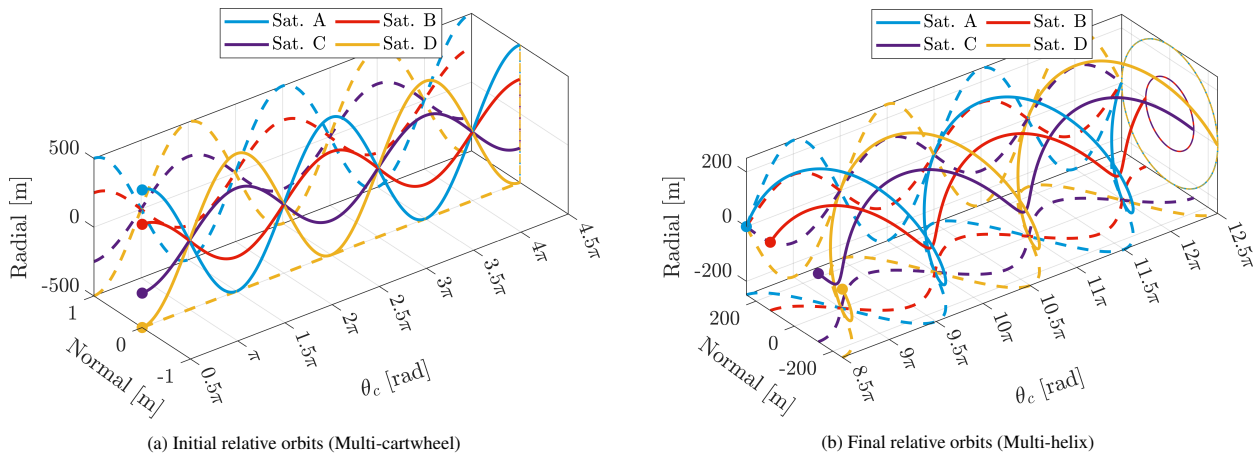 Sat. A Sat. B
Sat. C Sat. D
500
0
-500
Radial [m]
1
0
-1
Normal [m]
0.5π
π
1.5π
2π
2.5π
3π
3.5π
4π
4.5π
θc [rad]
(a) Initial relative orbits (Multi-cartwheel)
Sat. A Sat. B
Sat. C Sat. D
200
0
-200
Radial [m]
200
0
-200
Normal [m]
8.5π
9π
9.5π
10π
10.5π
11π
11.5π
12π
12.5π
θc [rad]
(b) Final relative orbits (Multi-helix)